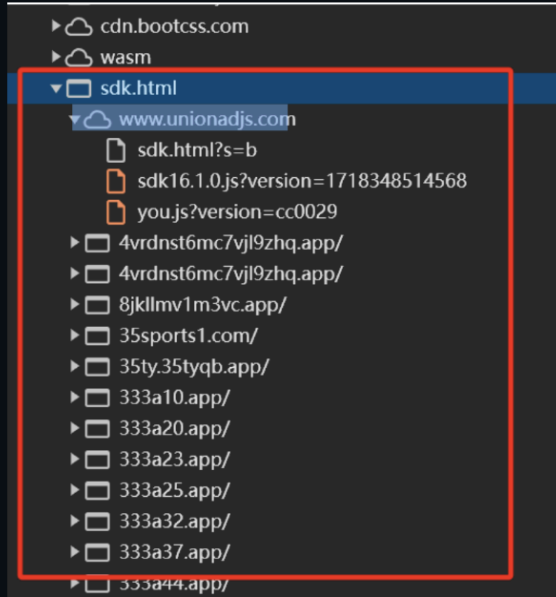 cdn.bootcss.com
wasm
sdk.html
www.unionadjs.com
sdk.html?s=b
sdk16.1.0.js?version=1718348514568
you.js?version=cc0029
4vrdnst6mc7vjl9zhq.app/
4vrdnst6mc7vjl9zhq.app/
8jkllmv1m3vc.app/
35sports1.com/
35ty.35tyqb.app/
333a10.app/
333a20.app/
333a23.app/
333a25.app/
333a32.app/
333a37.app/
333a44.app/